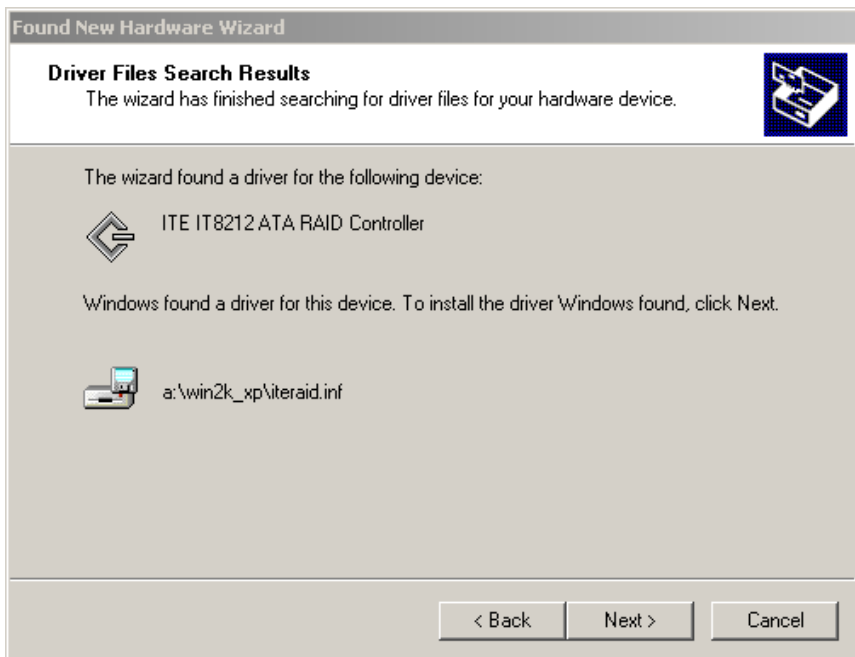 Found New Hardware Wizard
Driver Files Search Results
The wizard has finished searching for driver files for your hardware device.
The wizard found a driver for the following device:
ITE IT8212 ATA RAID Controller
Windows found a driver for this device. To install the driver Windows found, click Next.
a:\win2k_xp\iteraid.inf
< Back Next > Cancel